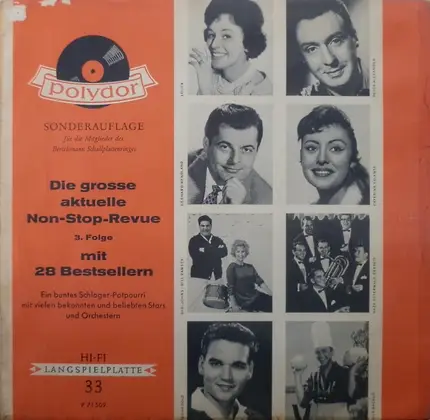 polydor
SONDERAUFLAGE
für die Mitglieder des
Bertelsmann Schallplattenringes
Die grosse
aktuelle
Non-Stop-Revue
3. Folge
mit
28 Bestsellern
Ein buntes Schlager-Potpourri
mit vielen bekannten und beliebten Stars
und Orchestern
HI-FI
LANGSPIELPLATTE
33